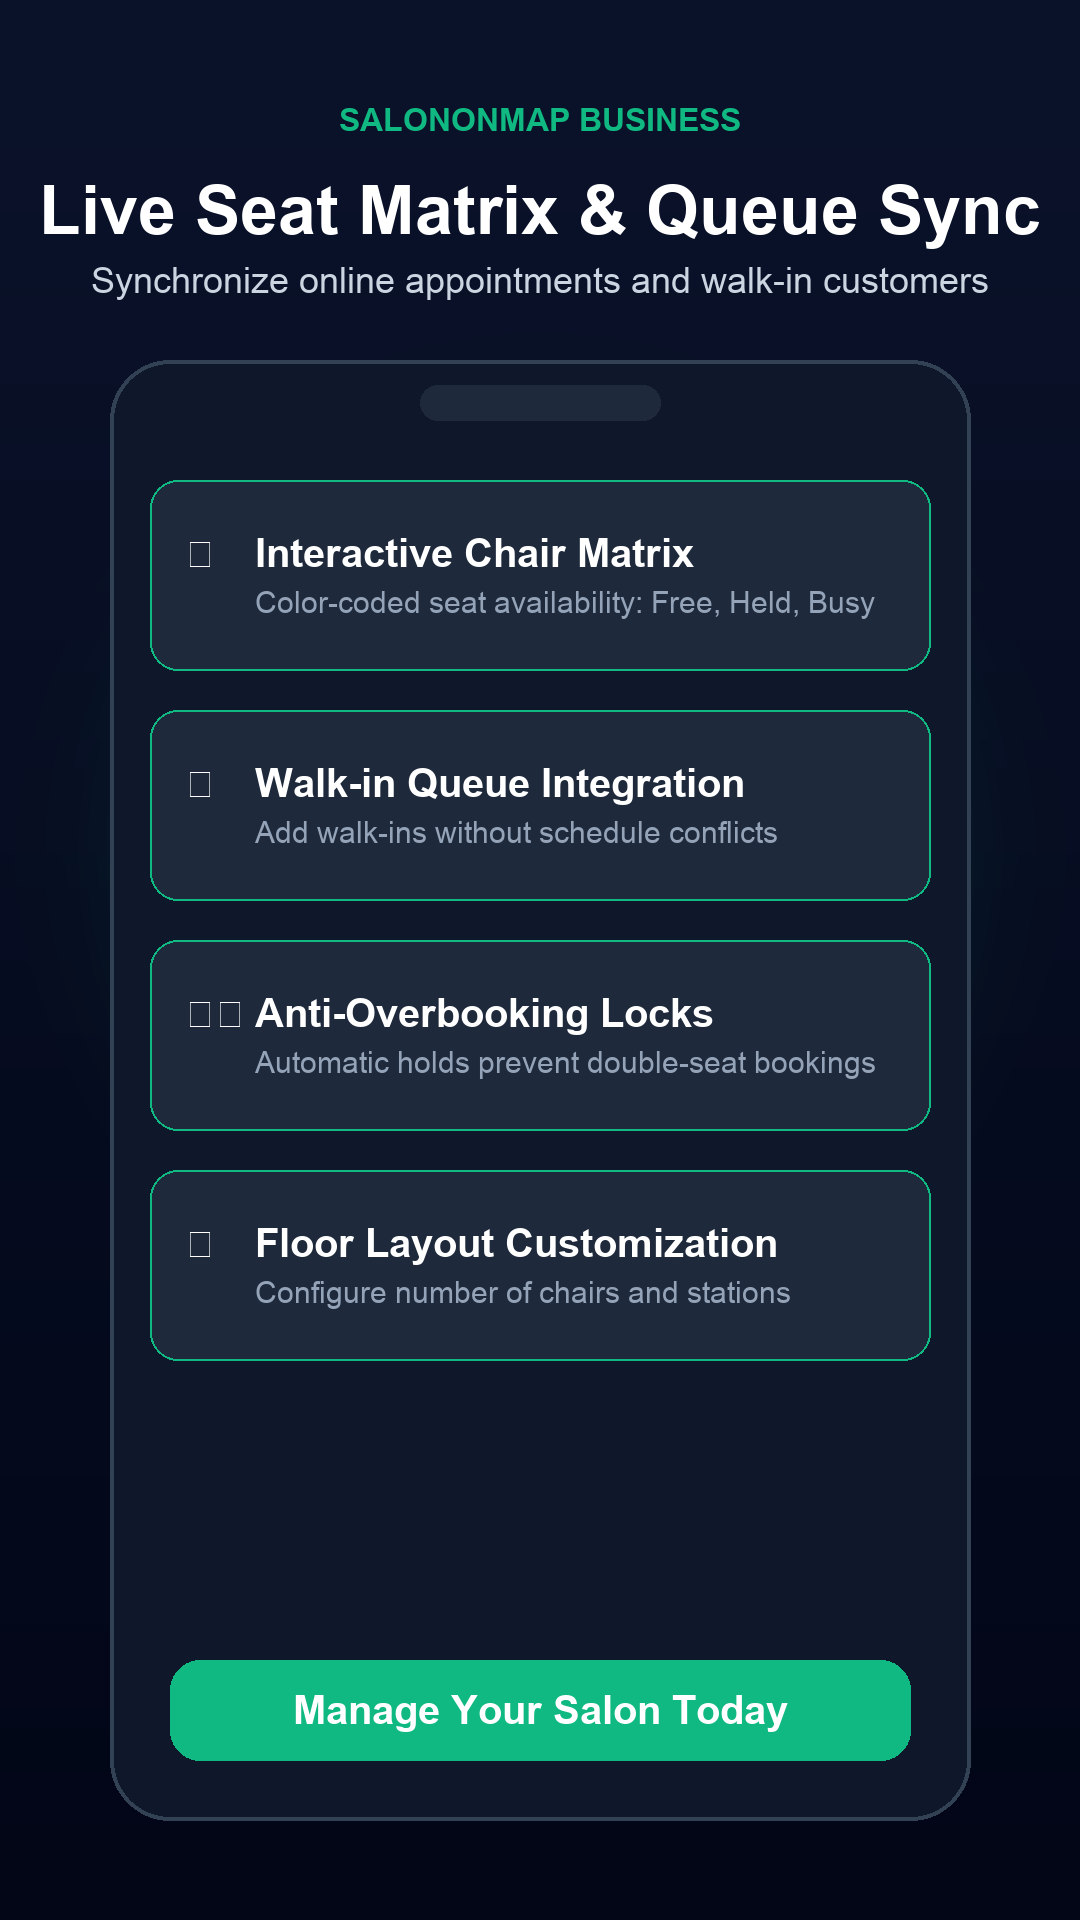 SALONONMAP BUSINESS
Live Seat Matrix & Queue Sync
Synchronize online appointments and walk-in customers
Interactive Chair Matrix
Color-coded seat availability: Free, Held, Busy
Walk-in Queue Integration
Add walk-ins without schedule conflicts
Anti-Overbooking Locks
Automatic holds prevent double-seat bookings
Floor Layout Customization
Configure number of chairs and stations
Manage Your Salon Today